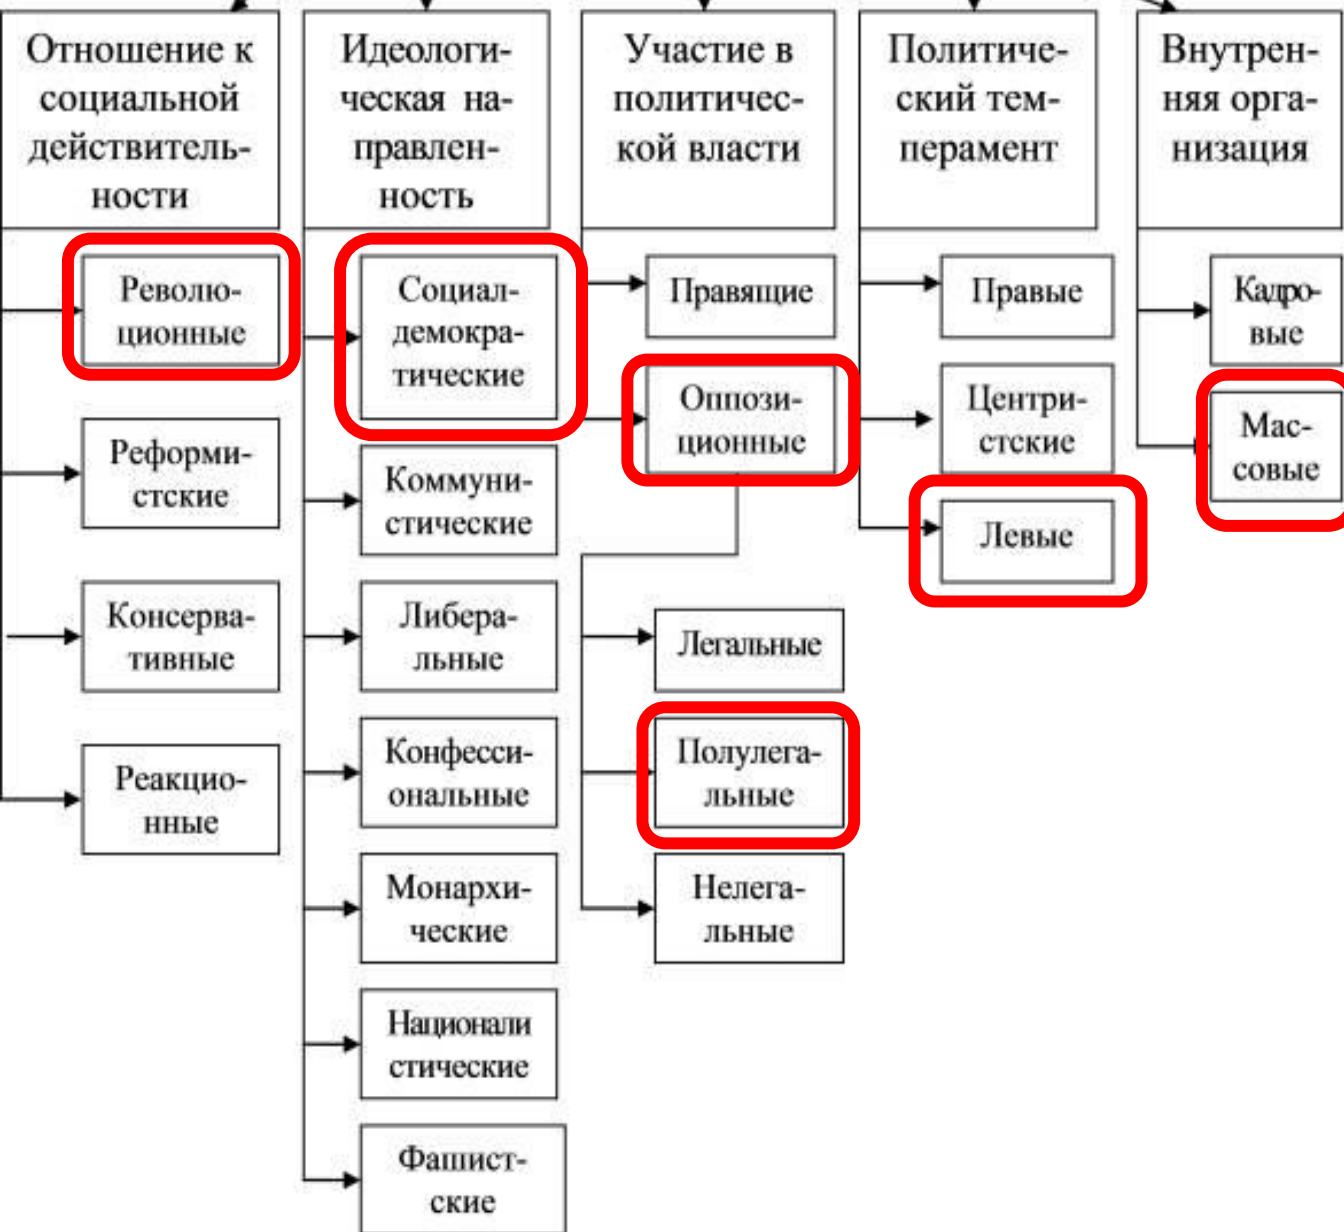 Отношение к
социальной
действитель-
ности
Револю-
ционные
Реформи-
стские
Консерва-
тивные
Реакцио-
нные
Идеологи-
ческая на-
правлен-
ность
Социал-
демокра-
тические
Коммуни-
стические
Либера-
льные
Конфесси-
ональные
Монархи-
ческие
Национали
стические
Фашист-
ские
Участие в
политичес-
кой власти
Правящие
Оппози-
ционные
Легальные
Полулега-
льные
Нелега-
льные
Политиче-
ский тем-
перамент
Правые
Центри-
стские
Левые
Внутрен-
няя орга-
низация
Кадро-
вые
Мас-
совые